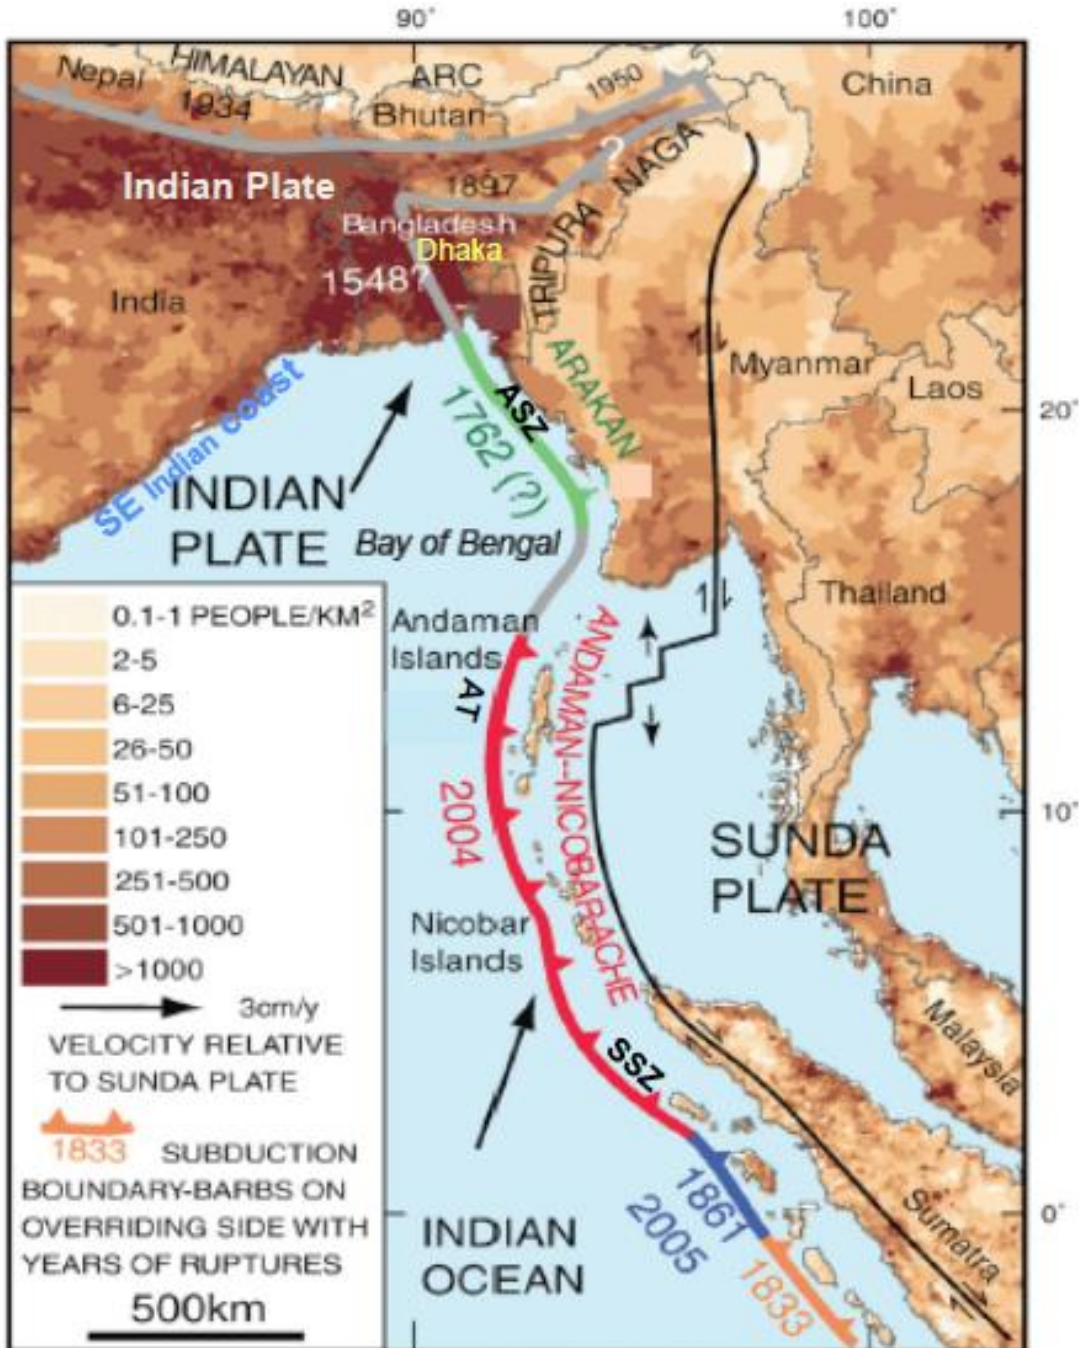 90°
100°
Nepal
HIMALAYAN
ARC
1950
China
1934
Bhutan
?
NAGA
Indian Plate
1897
Bangladesh
Dhaka
TRIPURA
1548?
India
Myanmar
Laos
ARAKAN
SE Indian coast
ASZ
1762 (?)
20°
INDIAN
PLATE
Bay of Bengal
Thailand
0.1-1 PEOPLE/KM²
2-5
6-25
26-50
51-100
101-250
251-500
501-1000
>1000
3cm/y
VELOCITY RELATIVE
TO SUNDA PLATE
1833
SUBDUCTION
BOUNDARY-BARBS ON
OVERRIDING SIDE WITH
YEARS OF RUPTURES
500km
Andaman
Islands
AT
ANDAMAN--NICOBAR-ACHE
2004
10°
SUNDA
PLATE
Nicobar
Islands
Malaysia
SSZ
1861
2005
0°
INDIAN
OCEAN
Sumatra
1833